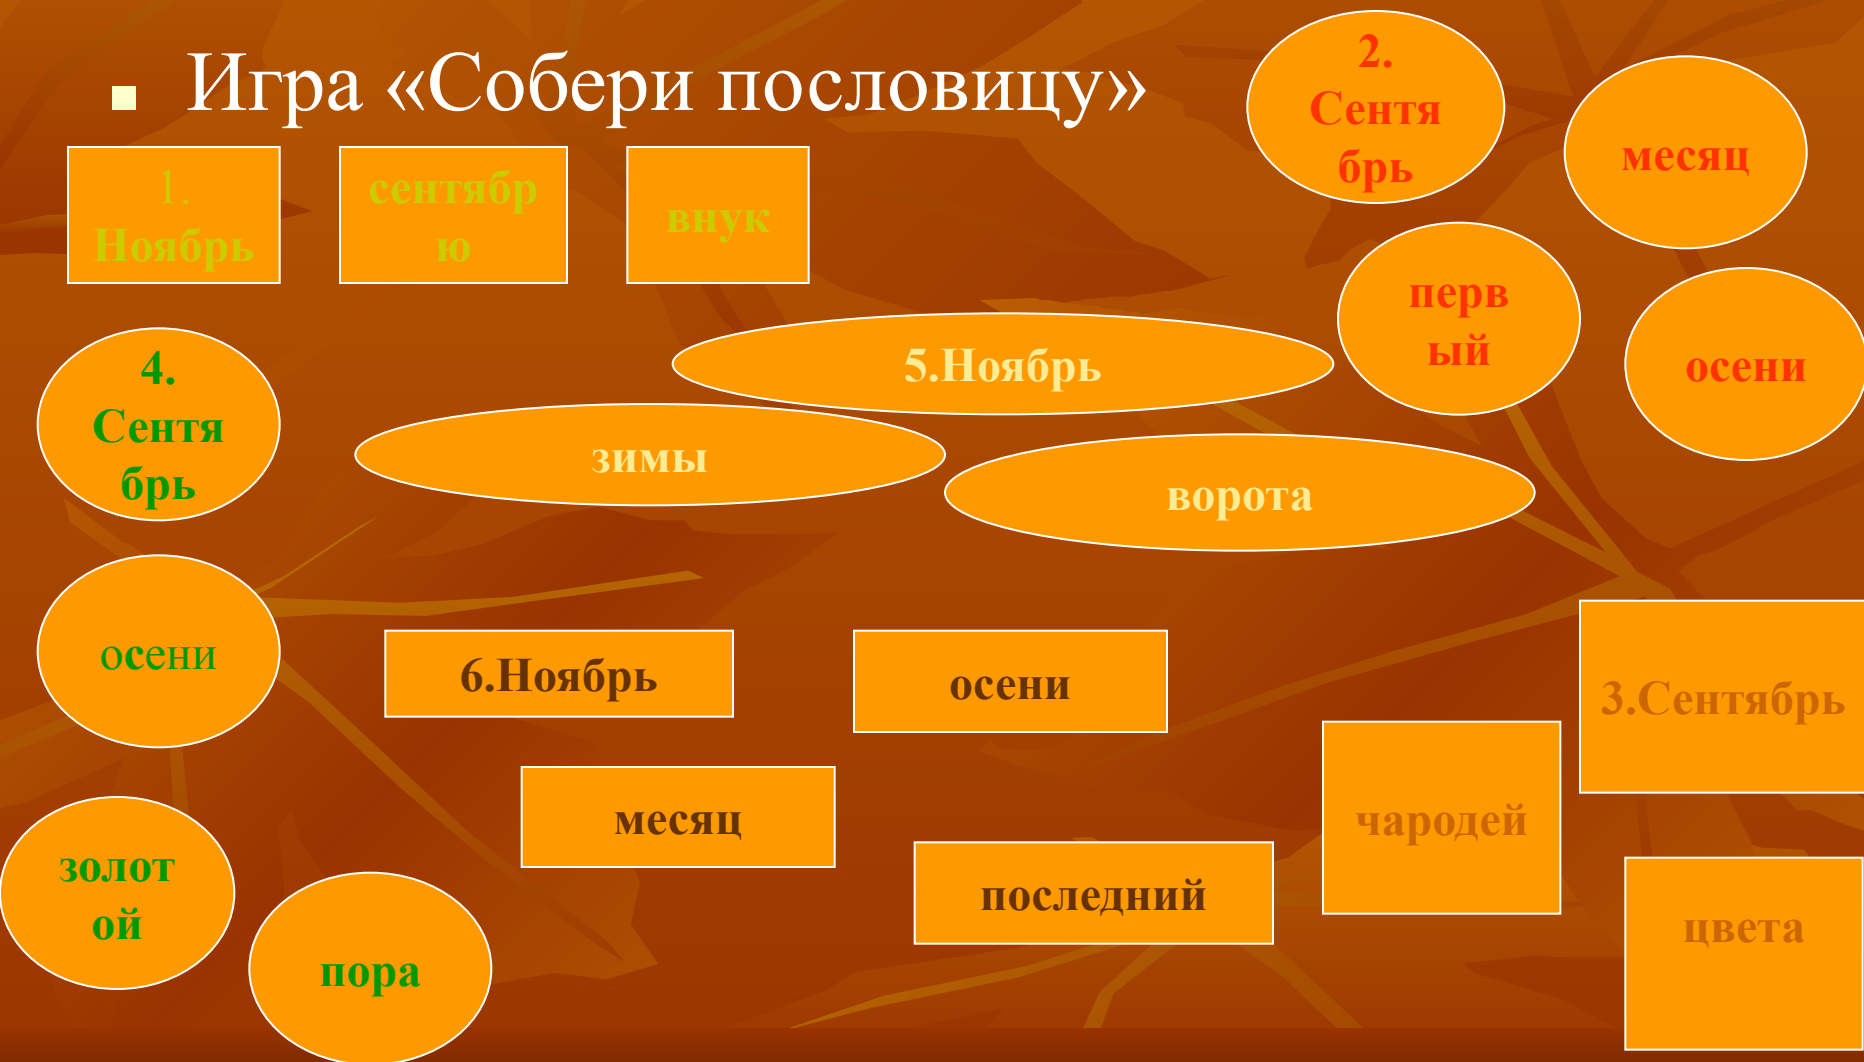 Игра «Собери пословицу»
1.
Ноябрь
сентябр
ю
внук
2.
Сентя
брь
месяц
перв
ый
осени
4.
Сентя
брь
осени
золот
ой
пора
5.Ноябрь
зимы
ворота
6.Ноябрь
осени
месяц
последний
3.Сентябрь
чародей
цвета